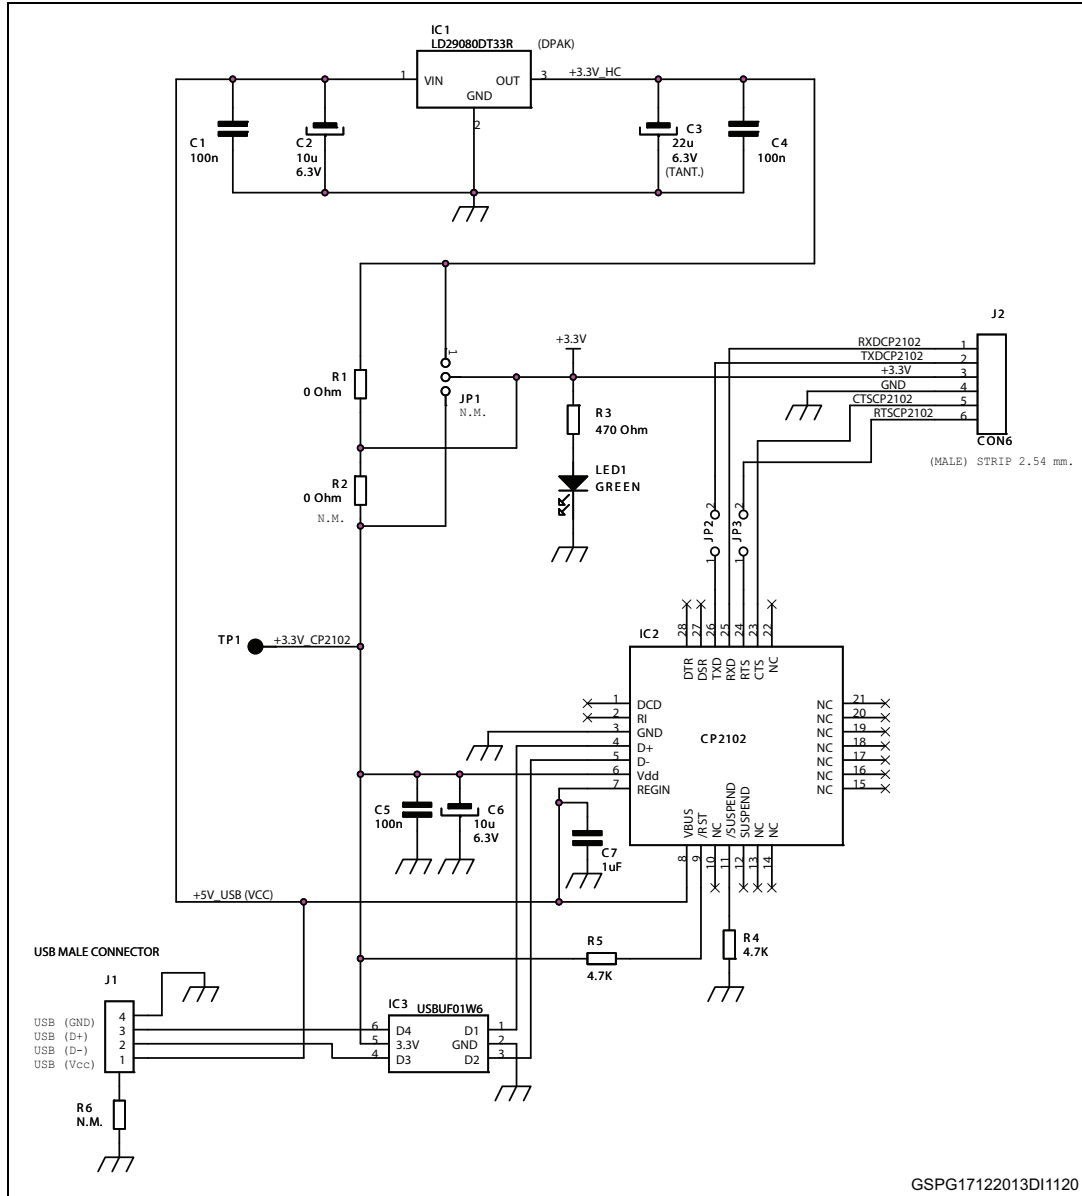 IC1
LD29080DT33R (DPAK)
1 VIN OUT 3 +3.3V_HC
GND
2
C1
100n
C2
10u
6.3V
C3
22u
6.3V
(TANT.)
C4
100n
J2
+3.3V
RXDCP2102 1
TXDCP2102 2
+3.3V 3
GND 4
CTSCP2102 5
RTSCP2102 6
CON6
(MALE) STRIP 2.54 mm.
1
R1
0 Ohm
JP1
N.M.
R3
470 Ohm
R2
0 Ohm
N.M.
LED1
GREEN
2
JP2
1
2
JP3
1
TP1
+3.3V_CP2102
IC2
28 27 26 25 24 23 22
DTR DSR TXD RXD RTS CTS NC
1 DCD
2 RI
3 GND
4 D+
5 D-
6 Vdd
7 REGIN
CP2102
NC 21
NC 20
NC 19
NC 18
NC 17
NC 16
NC 15
VBUS /RST NC /SUSPEND SUSPEND NC NC
8 9 10 11 12 13 14
C5
100n
C6
10u
6.3V
C7
1uF
+5V_USB (VCC)
R5
4.7K
R4
4.7K
USB MALE CONNECTOR
J1
USB (GND) 4
USB (D+) 3
USB (D-) 2
USB (Vcc) 1
IC3 USBUF01W6
6 D4 D1 1
5 3.3V GND 2
4 D3 D2 3
R6
N.M.
GSPG17122013DI1120